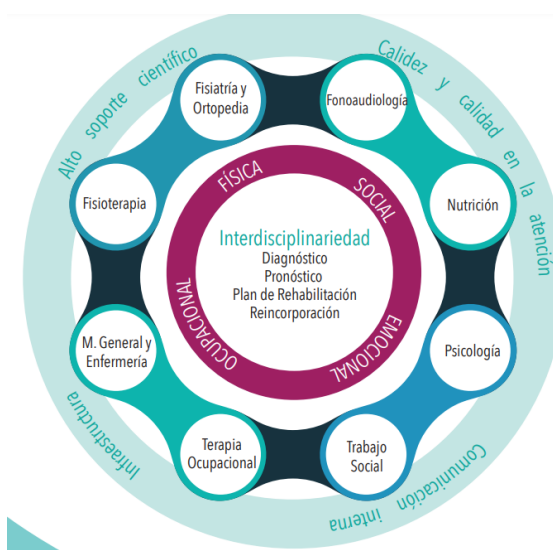 Alto soporte científico
Calidez y calidad en la atención
Fisiatría y
Ortopedia
Fonoaudiología
Fisioterapia
Nutrición
FÍSICA
SOCIAL
Interdisciplinariedad
Diagnóstico
Pronóstico
Plan de Rehabilitación
Reincorporación
OCUPACIONAL
EMOCIONAL
M. General y
Enfermería
Psicología
Terapia
Ocupacional
Trabajo
Social
Infraestructura
Comunicación interna